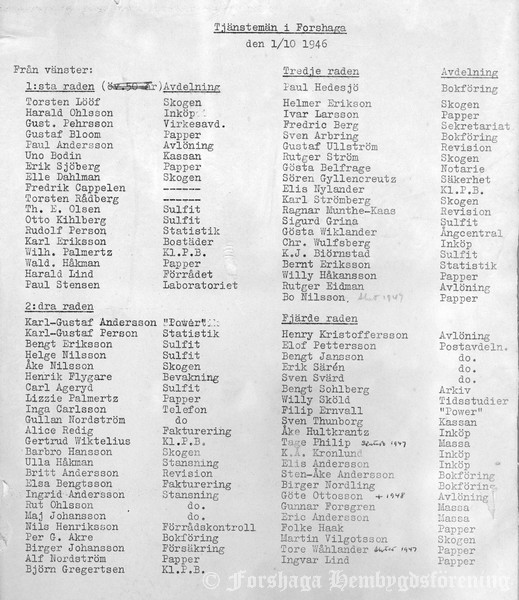 Tjänstemän i Forshaga
den 1/10 1946
Från vänster:
1:sta raden (öv.50 år) Avdelning
Torsten Lööf Skogen
Harald Ohlsson Inköp
Gust. Pehrsson Virkesavd.
Gustaf Bloom Papper
Paul Andersson Avlöning
Uno Bodin Kassan
Erik Sjöberg Papper
Elle Dahlman Skogen
Fredrik Cappelen ------
Torsten Rådberg ------
Th. E. Olsen Sulfit
Otto Kihlberg Sulfit
Rudolf Person Statistik
Karl Eriksson Bostäder
Wilh. Palmertz Kl.P.B.
Wald. Håkman Papper
Harald Lind Förrådet
Paul Stensen Laboratoriet
2:dra raden
Karl-Gustaf Andersson "Power"
Karl-Gustaf Person Statistik
Bengt Eriksson Sulfit
Helge Nilsson Sulfit
Åke Nilsson Skogen
Henrik Flygare Bevakning
Carl Ageryd Sulfit
Lizzie Palmertz Papper
Inga Carlsson Telefon
Gullan Nordström do
Alice Redig Fakturering
Gertrud Wiktelius Kl.P.B.
Barbro Hansson Skogen
Ulla Håkman Stansning
Britt Andersson Revision
Elsa Bengtsson Fakturering
Ingrid Andersson Stansning
Rut Ohlsson do.
Maj Johansson do.
Nils Henriksson Förrådskontroll
Per G. Akre Bokföring
Birger Johansson Försäkring
Alf Nordström Papper
Björn Gregertsen Kl.P.B.
Tredje raden Avdelning
Paul Hedesjö Bokföring
Helmer Erikson Skogen
Ivar Larsson Papper
Fredric Berg Sekretariat
Sven Arbring Bokföring
Gustaf Ullström Revision
Rutger Ström Skogen
Gösta Belfrage Notarie
Sören Gyllencreutz Säkerhet
Elis Nylander Kl.P.B.
Karl Strömberg Skogen
Ragnar Munthe-Kaas Revision
Sigurd Grina Sulfit
Gösta Wiklander Ångcentral
Chr. Wulfsberg Inköp
K.J. Biörnstad Sulfit
Bernt Eriksson Statistik
Willy Håkansson Papper
Rutger Eidman Avlöning
Bo Nilsson, 1947 Papper
Fjärde raden
Henry Kristoffersson Avlöning
Elof Pettersson Postavdeln.
Bengt Jansson do.
Erik Särén do.
Sven Svärd do.
Bengt Sohlberg Arkiv
Willy Sköld Tidsstudier
Filip Ernvall "Power"
Sven Thunborg Kassan
Åke Hultkrantz Inköp
Tage Philip 1947 Massa
K.A. Kronlund Inköp
Elis Andersson Inköp
Sten-Åke Andersson Bokföring
Birger Nordling Bokföring
Göte Ottosson + 1948 Avlöning
Gunnar Forsgren Massa
Eric Andersson Massa
Folke Haak Papper
Martin Vilgotsson Skogen
Tore Wåhlander 1947 Papper
Ingvar Lind Papper
© Forshaga Hembygdsförening